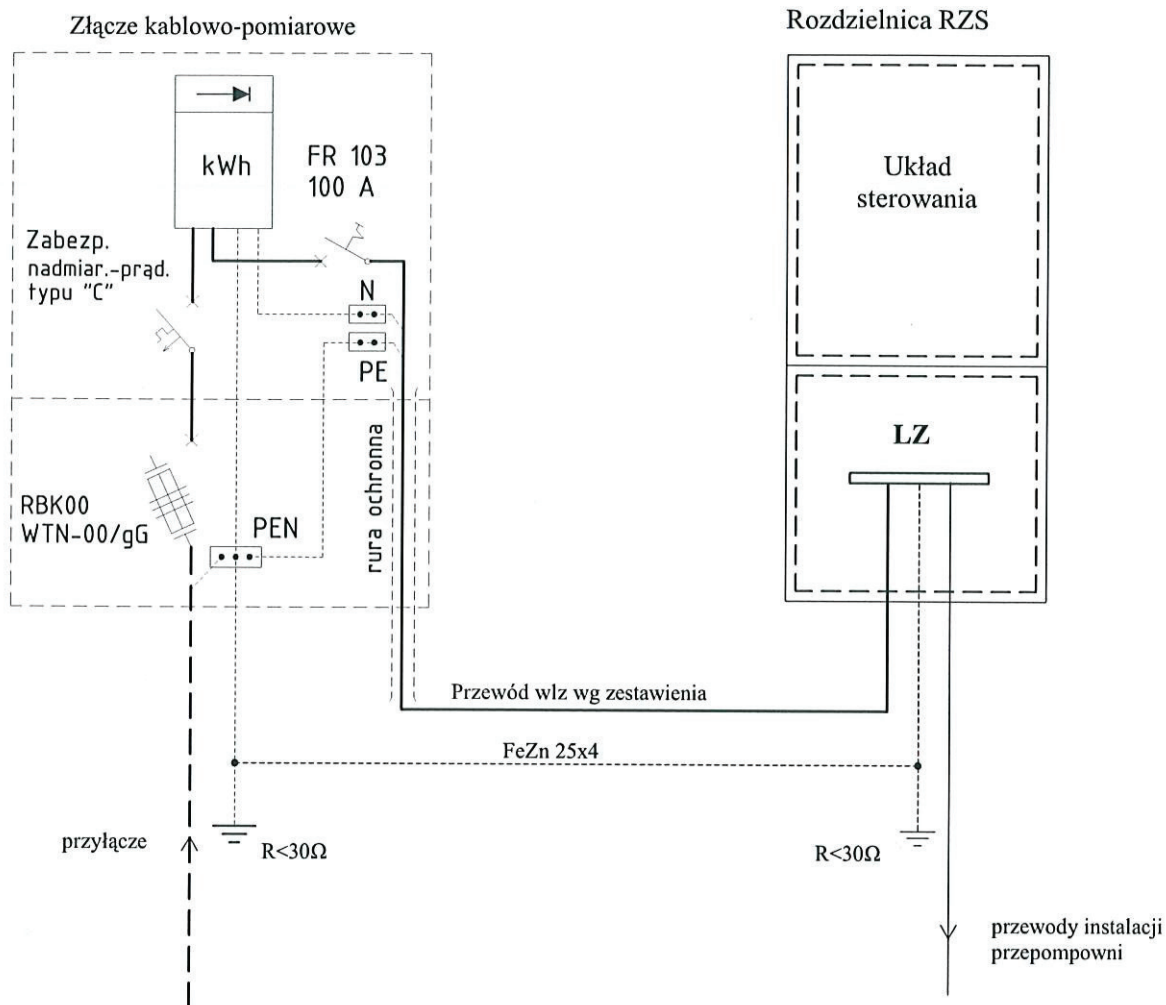 Złącze kablowo-pomiarowe
Rozdzielnica RZS
kWh
FR 103
100 A
Zabezp.
nadmiar.-prąd.
typu "C"
N
PE
Układ
sterowania
LZ
rura ochronna
RBK00
WTN-00/gG
PEN
Przewód wlz wg zestawienia
FeZn 25x4
przyłącze
R<30Ω
R<30Ω
przewody instalacji
przepompowni